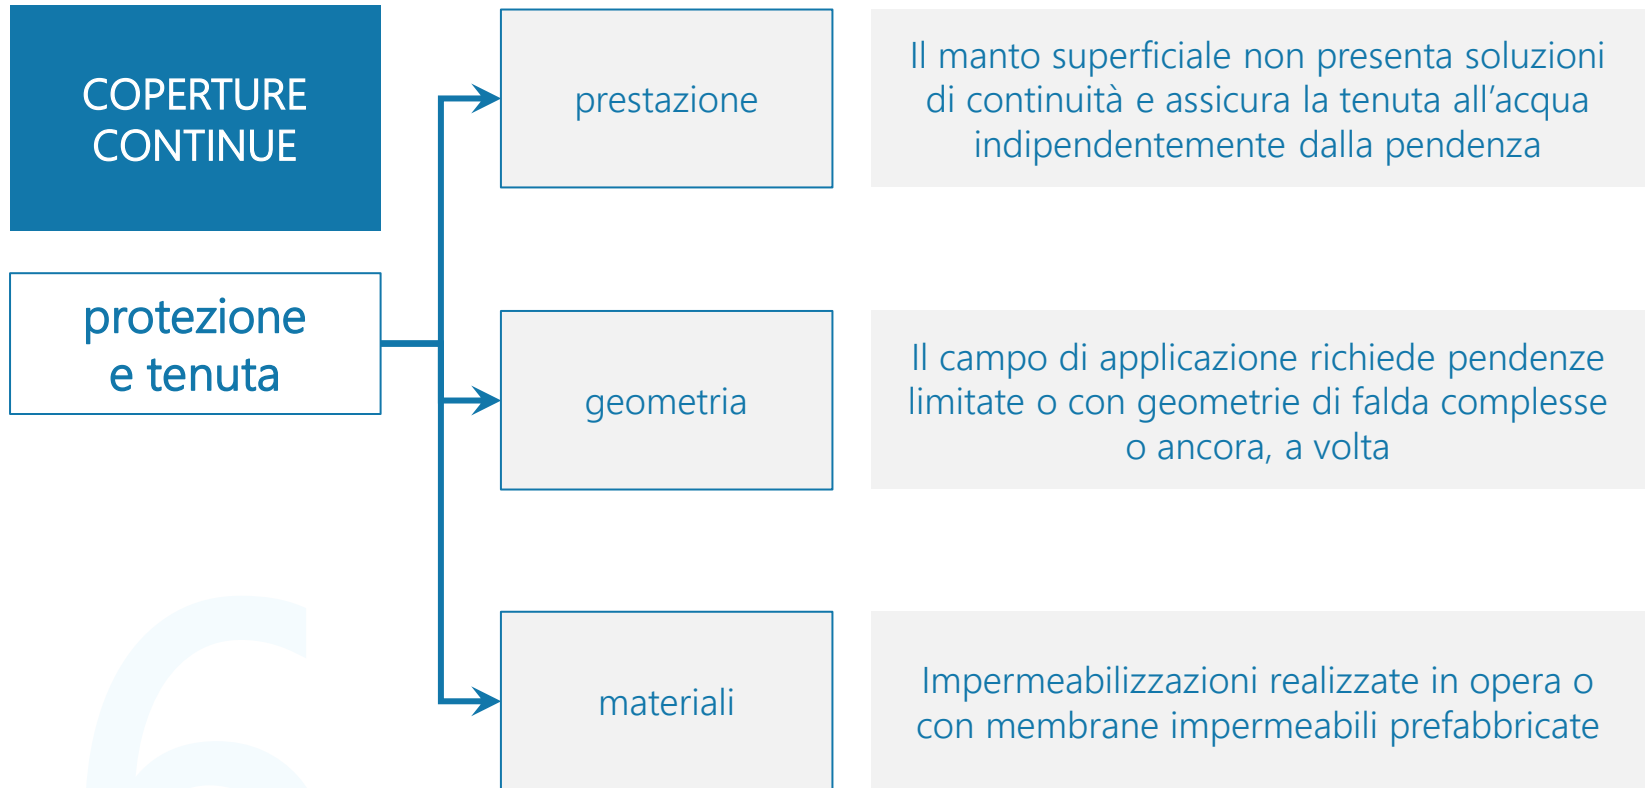 COPERTURE
CONTINUE
protezione
e tenuta
prestazione
Il manto superficiale non presenta soluzioni
di continuità e assicura la tenuta all’acqua
indipendentemente dalla pendenza
geometria
Il campo di applicazione richiede pendenze
limitate o con geometrie di falda complesse
o ancora, a volta
materiali
Impermeabilizzazioni realizzate in opera o
con membrane impermeabili prefabbricate
6